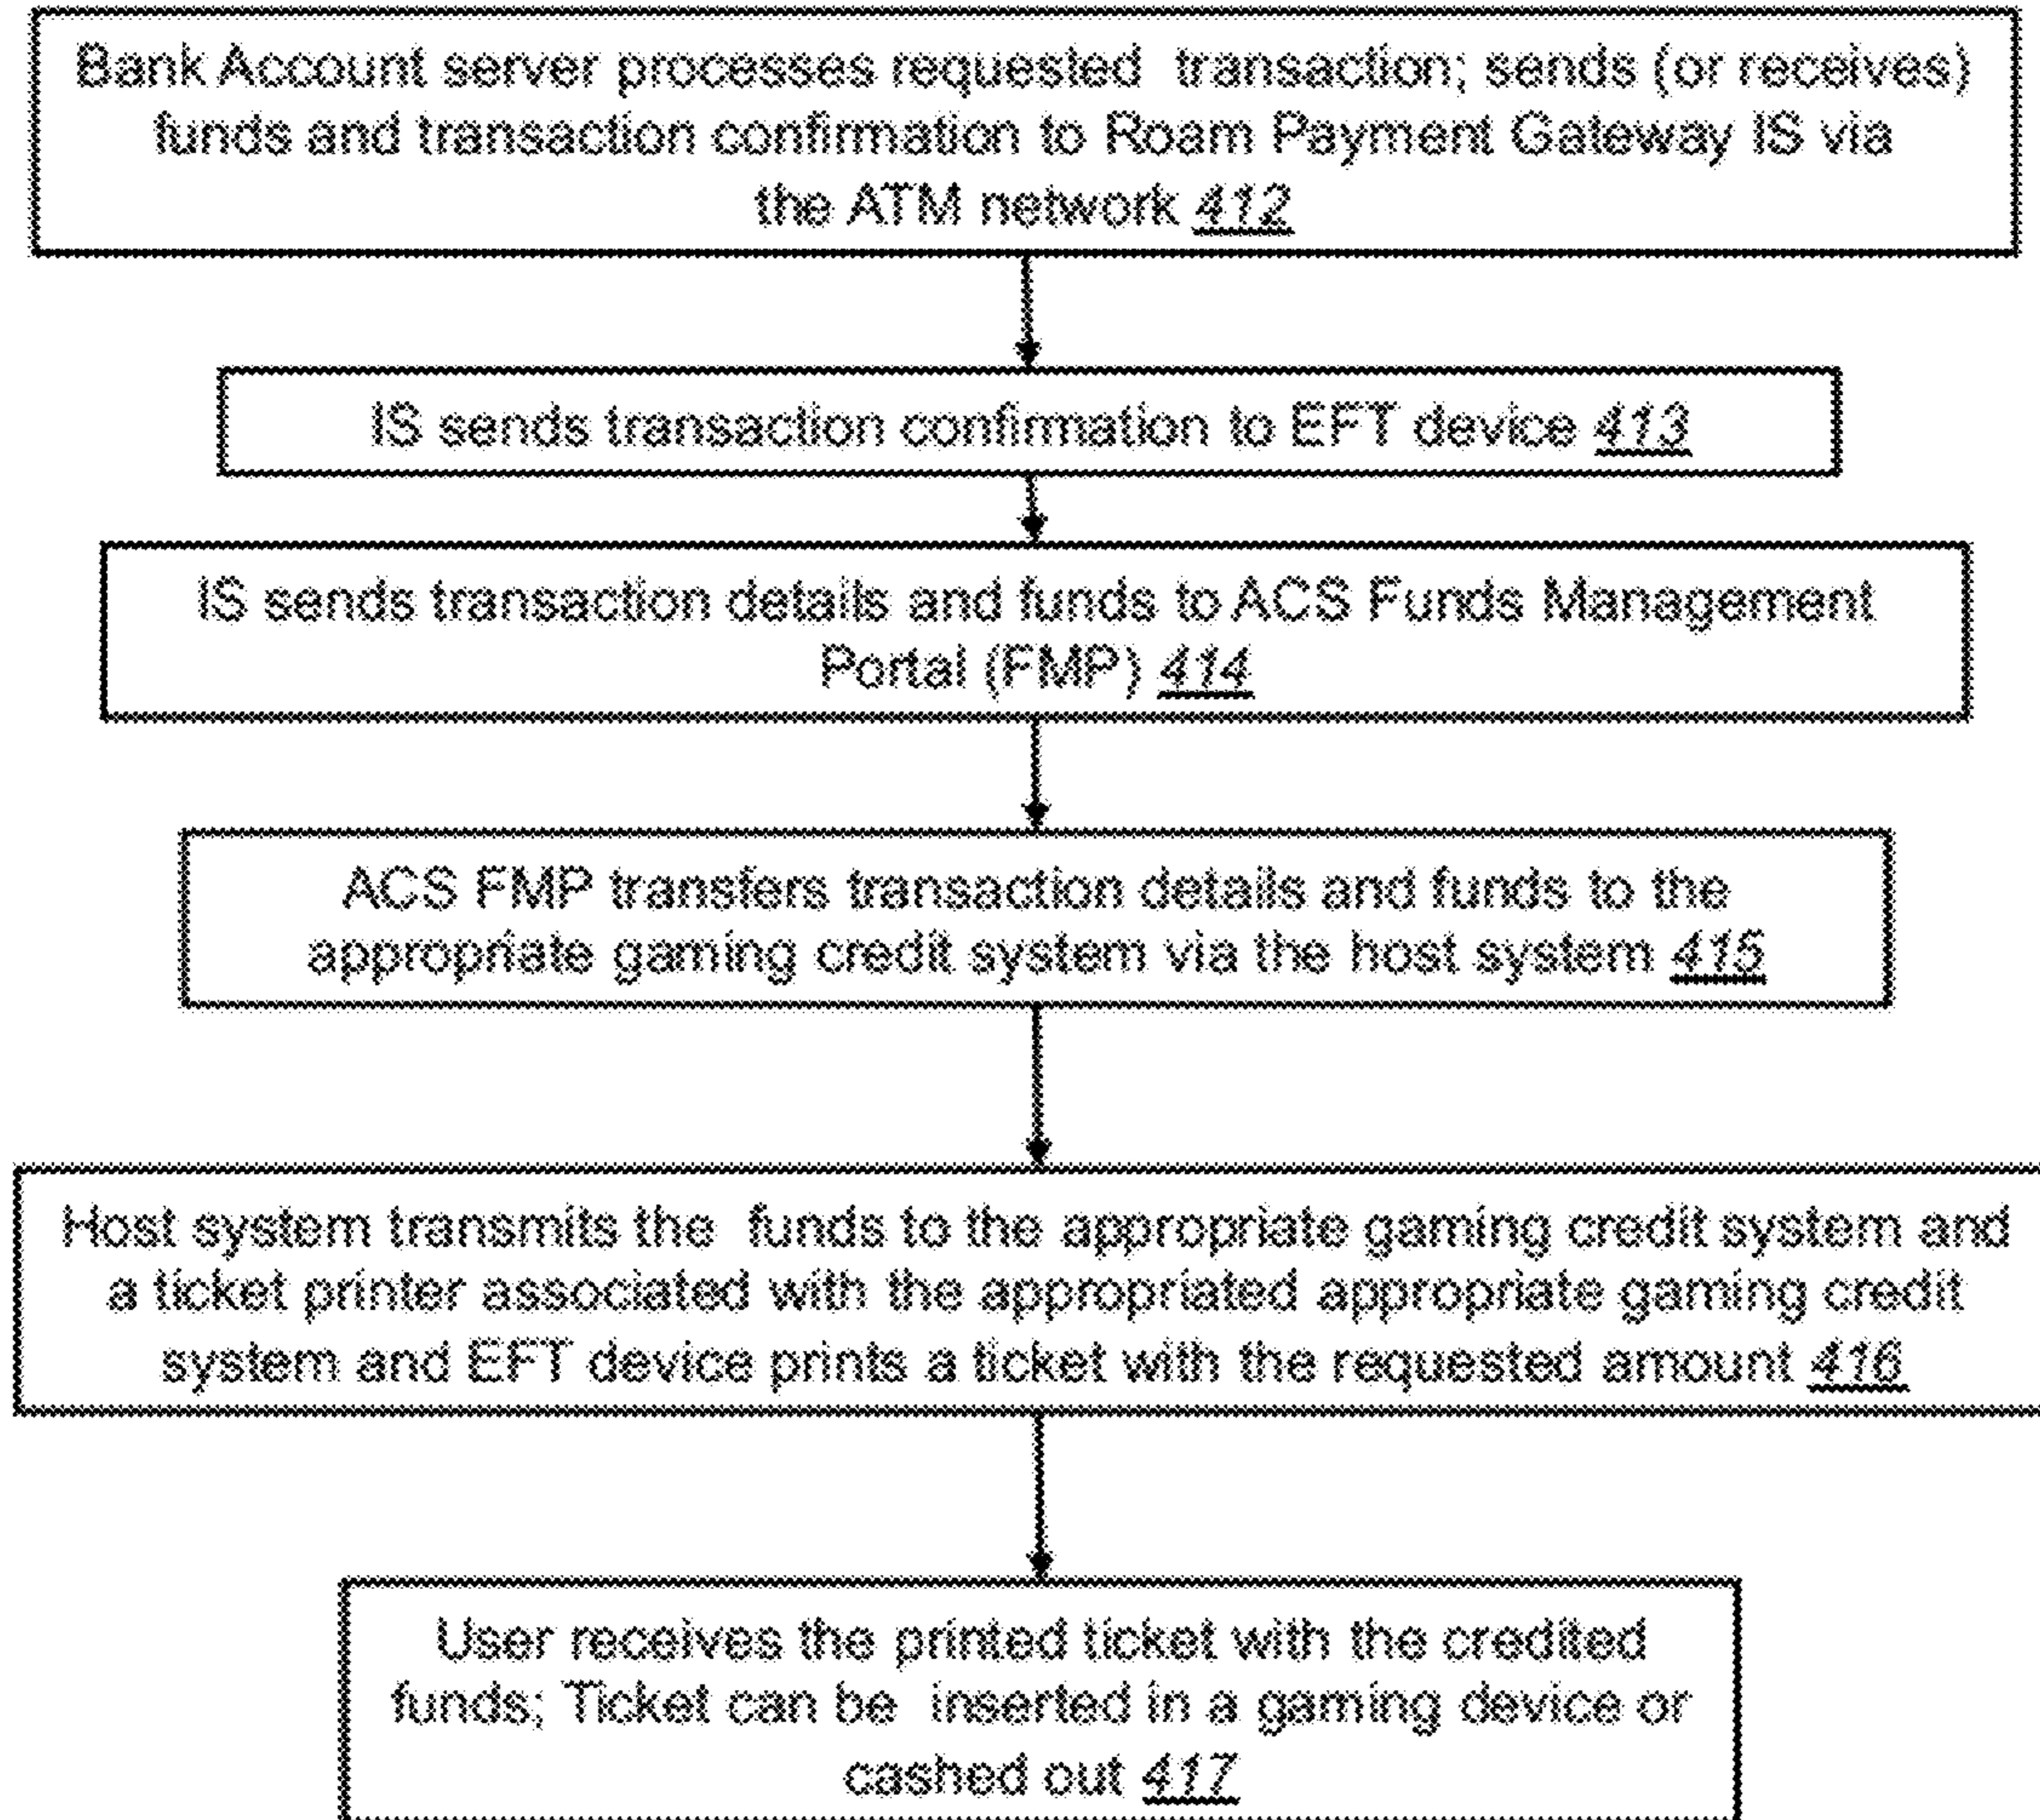 Bank Account server processes requested transaction; sends (or receives)
funds and transaction confirmation to Roam Payment Gateway IS via
the ATM network 412
IS sends transaction confirmation to EFT device 413
IS sends transaction details and funds to ACS Funds Management
Portal (FMP) 414
ACS FMP transfers transaction details and funds to the
appropriate gaming credit system via the host system 415
Host system transmits the funds to the appropriate gaming credit system and
a ticket printer associated with the appropriated appropriate gaming credit
system and EFT device prints a ticket with the requested amount 416
User receives the printed ticket with the credited
funds; Ticket can be inserted in a gaming device or
cashed out 417